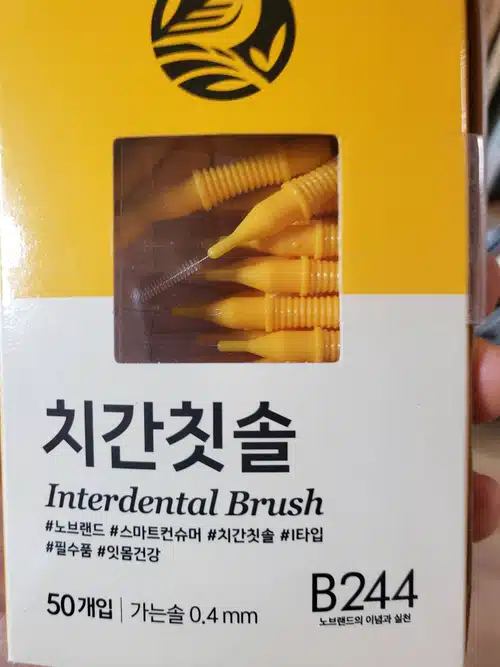 치간칫솔
Interdental Brush
#노브랜드 #스마트컨슈머 #치간칫솔 #I타입
#필수품 #잇몸건강
50개입 | 가는솔 0.4 mm
B244
노브랜드의 이념과 실천